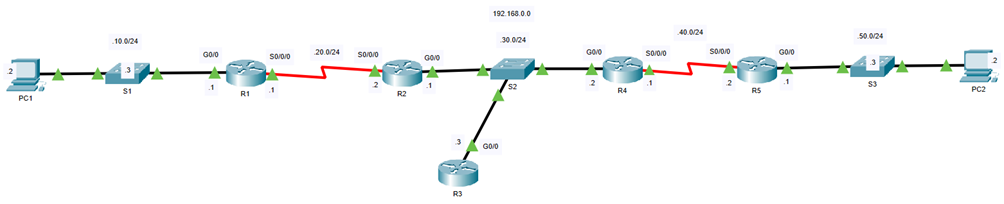 192.168.0.0
.10.0/24
.20.0/24
.30.0/24
.40.0/24
.50.0/24
G0/0
S0/0/0
S0/0/0
G0/0
G0/0
S0/0/0
S0/0/0
G0/0
.2
.3
.1
.1
.2
.1
.2
.1
.2
.1
.3
.2
PC1
S1
R1
R2
S2
R4
R5
S3
PC2
.3
G0/0
R3